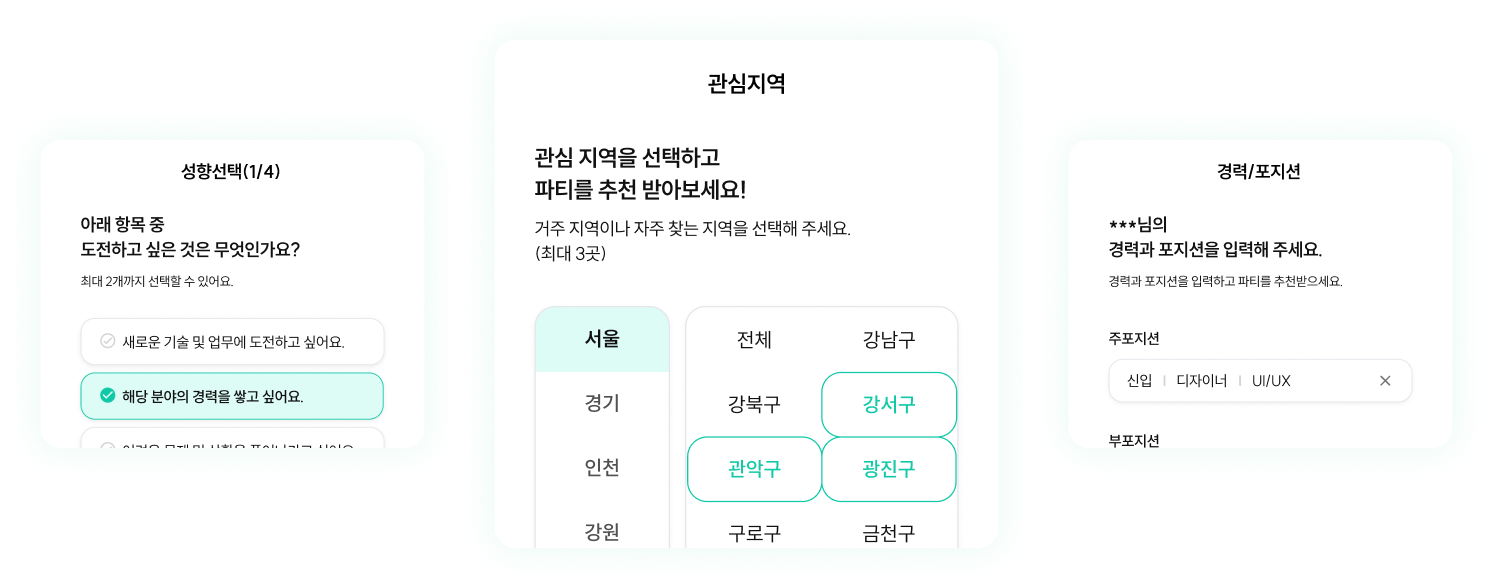 성향선택(1/4)
아래 항목 중
도전하고 싶은 것은 무엇인가요?
최대 2개까지 선택할 수 있어요.
새로운 기술 및 업무에 도전하고 싶어요.
해당 분야의 경력을 쌓고 싶어요.
관심지역
관심 지역을 선택하고
파티를 추천 받아보세요!
거주 지역이나 자주 찾는 지역을 선택해 주세요.
(최대 3곳)
서울 전체 강남구
경기 강북구 강서구
인천 관악구 광진구
강원 구로구 금천구
경력/포지션
***님의
경력과 포지션을 입력해 주세요.
경력과 포지션을 입력하고 파티를 추천받으세요.
주포지션
신입 | 디자이너 | UI/UX
부포지션